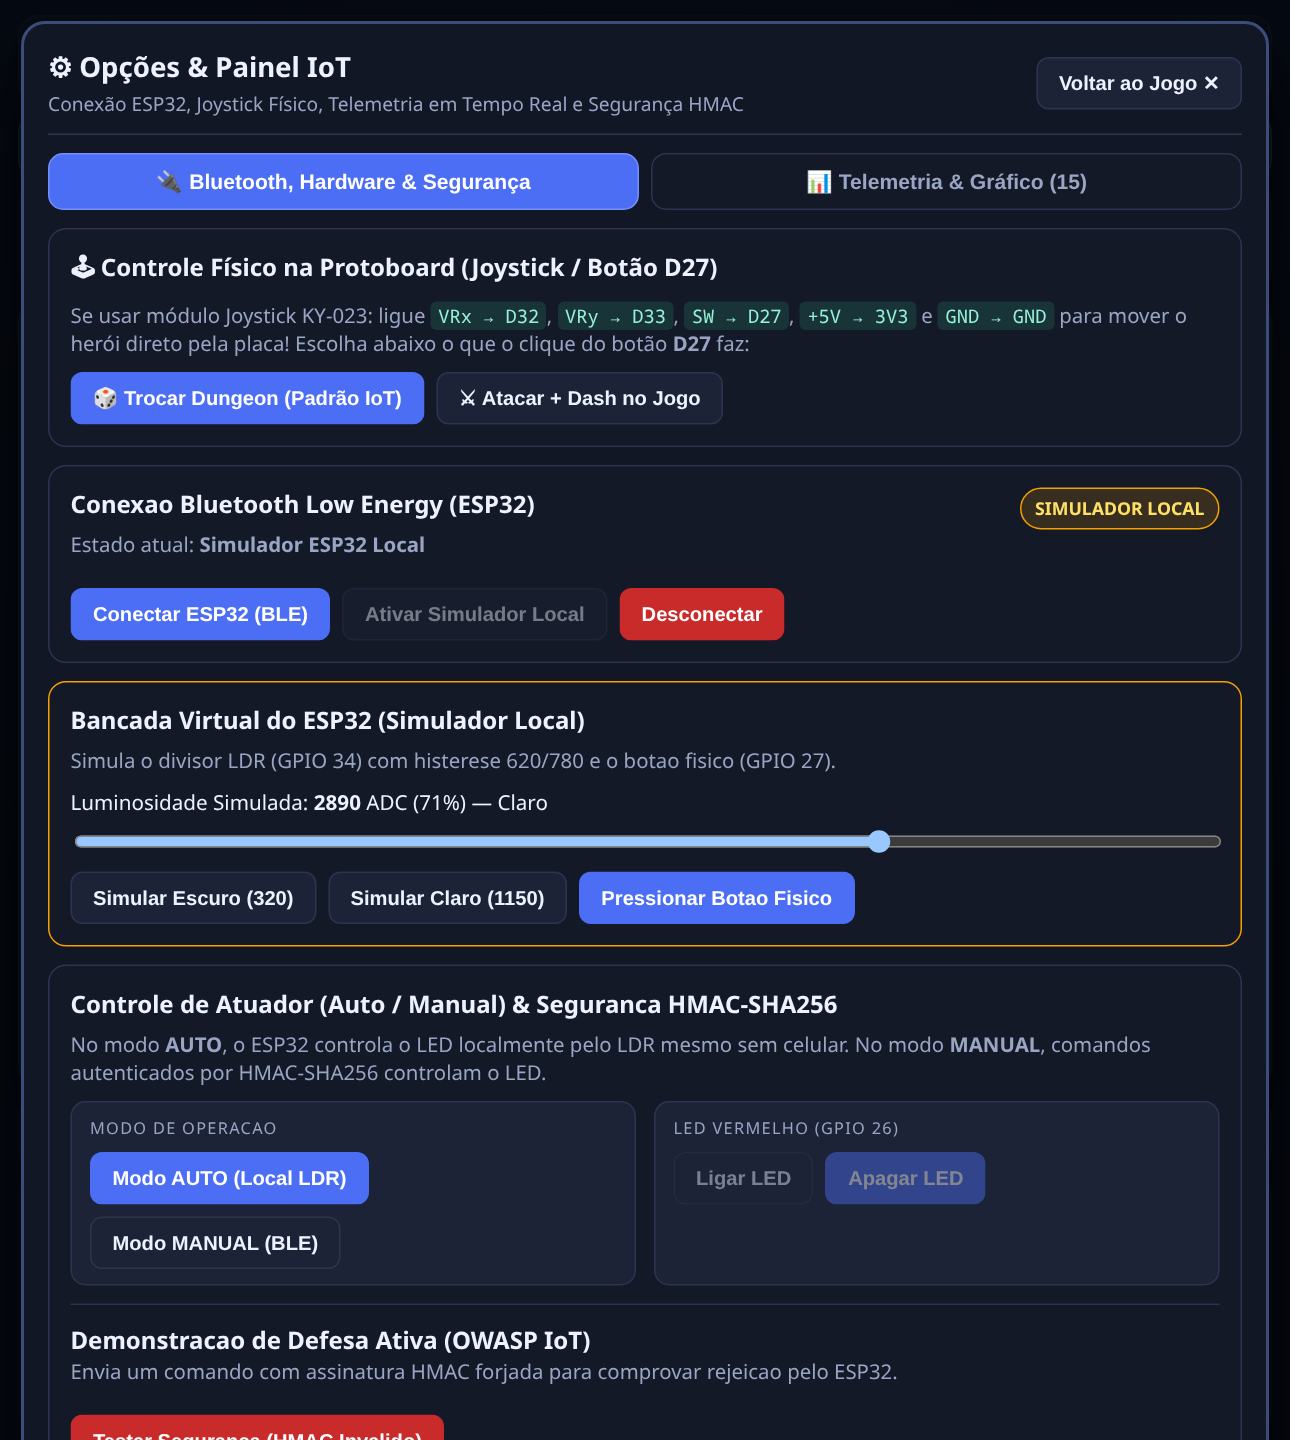 ⚙ Opções & Painel IoT
Conexão ESP32, Joystick Físico, Telemetria em Tempo Real e Segurança HMAC
Voltar ao Jogo ✕
🔌 Bluetooth, Hardware & Segurança
📊 Telemetria & Gráfico (15)
🕹 Controle Físico na Protoboard (Joystick / Botão D27)
Se usar módulo Joystick KY-023: ligue VRx → D32, VRy → D33, SW → D27, +5V → 3V3 e GND → GND para mover o
herói direto pela placa! Escolha abaixo o que o clique do botão D27 faz:
🎲 Trocar Dungeon (Padrão IoT)
⚔ Atacar + Dash no Jogo
Conexao Bluetooth Low Energy (ESP32)
SIMULADOR LOCAL
Estado atual: Simulador ESP32 Local
Conectar ESP32 (BLE)
Ativar Simulador Local
Desconectar
Bancada Virtual do ESP32 (Simulador Local)
Simula o divisor LDR (GPIO 34) com histerese 620/780 e o botao fisico (GPIO 27).
Luminosidade Simulada: 2890 ADC (71%) — Claro
Simular Escuro (320)
Simular Claro (1150)
Pressionar Botao Fisico
Controle de Atuador (Auto / Manual) & Seguranca HMAC-SHA256
No modo AUTO, o ESP32 controla o LED localmente pelo LDR mesmo sem celular. No modo MANUAL, comandos
autenticados por HMAC-SHA256 controlam o LED.
MODO DE OPERACAO
Modo AUTO (Local LDR)
Modo MANUAL (BLE)
LED VERMELHO (GPIO 26)
Ligar LED
Apagar LED
Demonstracao de Defesa Ativa (OWASP IoT)
Envia um comando com assinatura HMAC forjada para comprovar rejeicao pelo ESP32.
Testar Seguranca (HMAC Invalido)